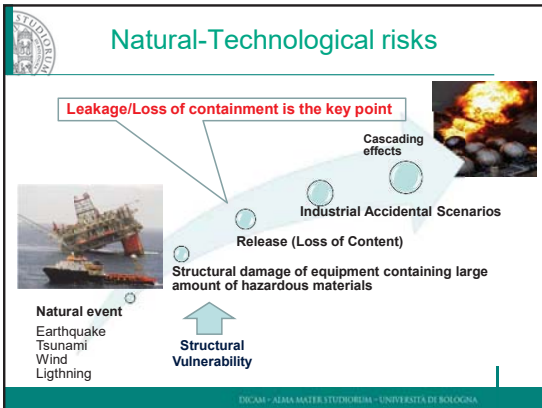 STUDIORUM
Natural-Technological risks
Leakage/Loss of containment is the key point
Cascading
effects
Industrial Accidental Scenarios
Release (Loss of Content)
Structural damage of equipment containing large
amount of hazardous materials
Natural event
Earthquake
Tsunami
Wind
Ligthning
Structural
Vulnerability
DICAM - ALMA MATER STUDIORUM – UNIVERSITÀ DI BOLOGNA